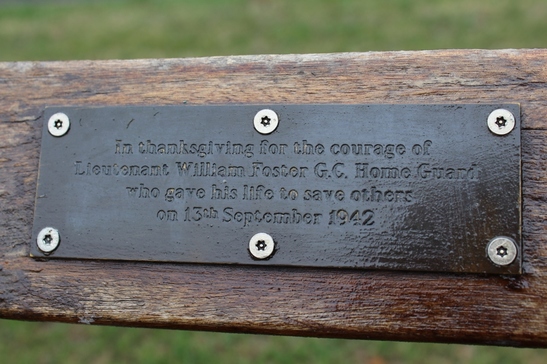 In thanksgiving for the courage of
Lieutenant William Foster G.C. Home Guard
who gave his life to save others
on 13th September 1942